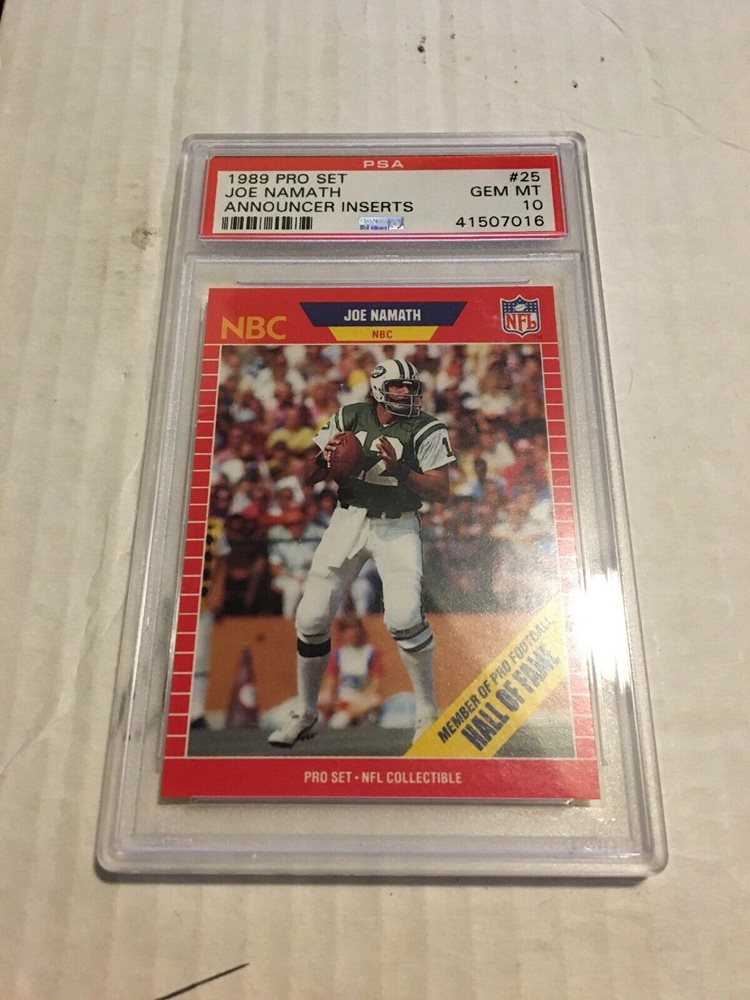 PSA
1989 PRO SET #25
JOE NAMATH GEM MT
ANNOUNCER INSERTS 10
41507016
NBC JOE NAMATH NFL
NBC
12 12
MEMBER OF PRO FOOTBALL
HALL OF FAME
PRO SET • NFL COLLECTIBLE